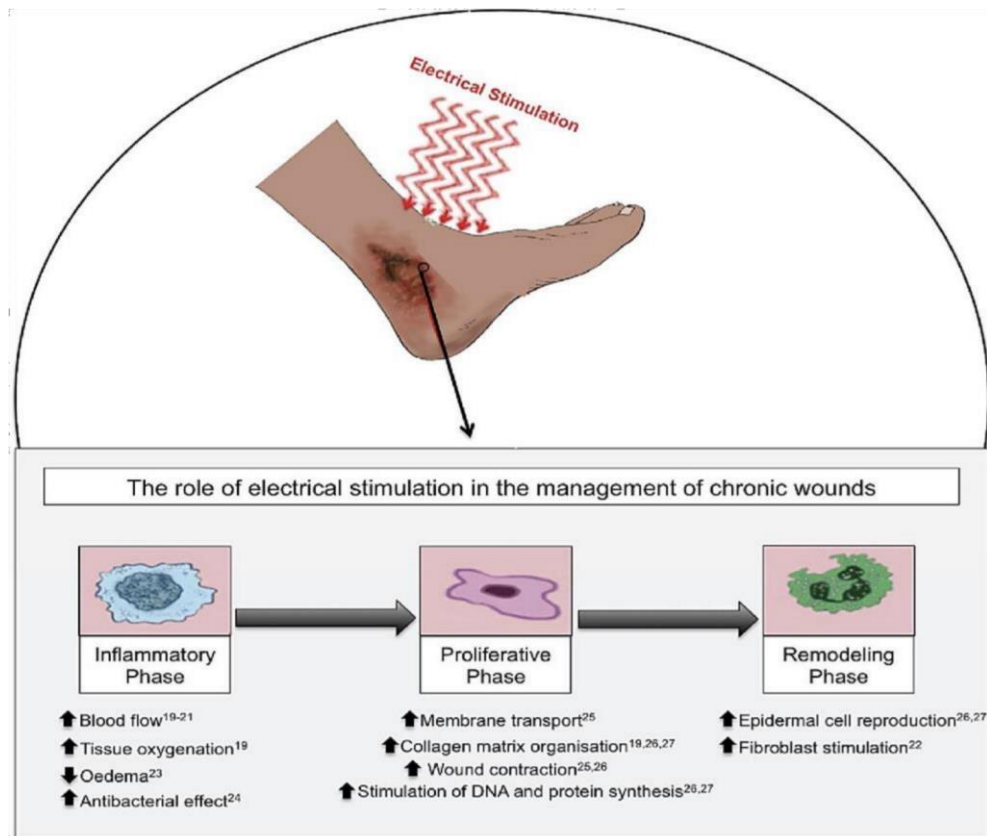 Electrical Stimulation
The role of electrical stimulation in the management of chronic wounds
Inflammatory
Phase
Proliferative
Phase
Remodeling
Phase
Blood flow19-21
Tissue oxygenation19
Oedema23
Antibacterial effect24
Membrane transport25
Collagen matrix organisation19,26,27
Wound contraction25,26
Stimulation of DNA and protein synthesis26,27
Epidermal cell reproduction26,27
Fibroblast stimulation22